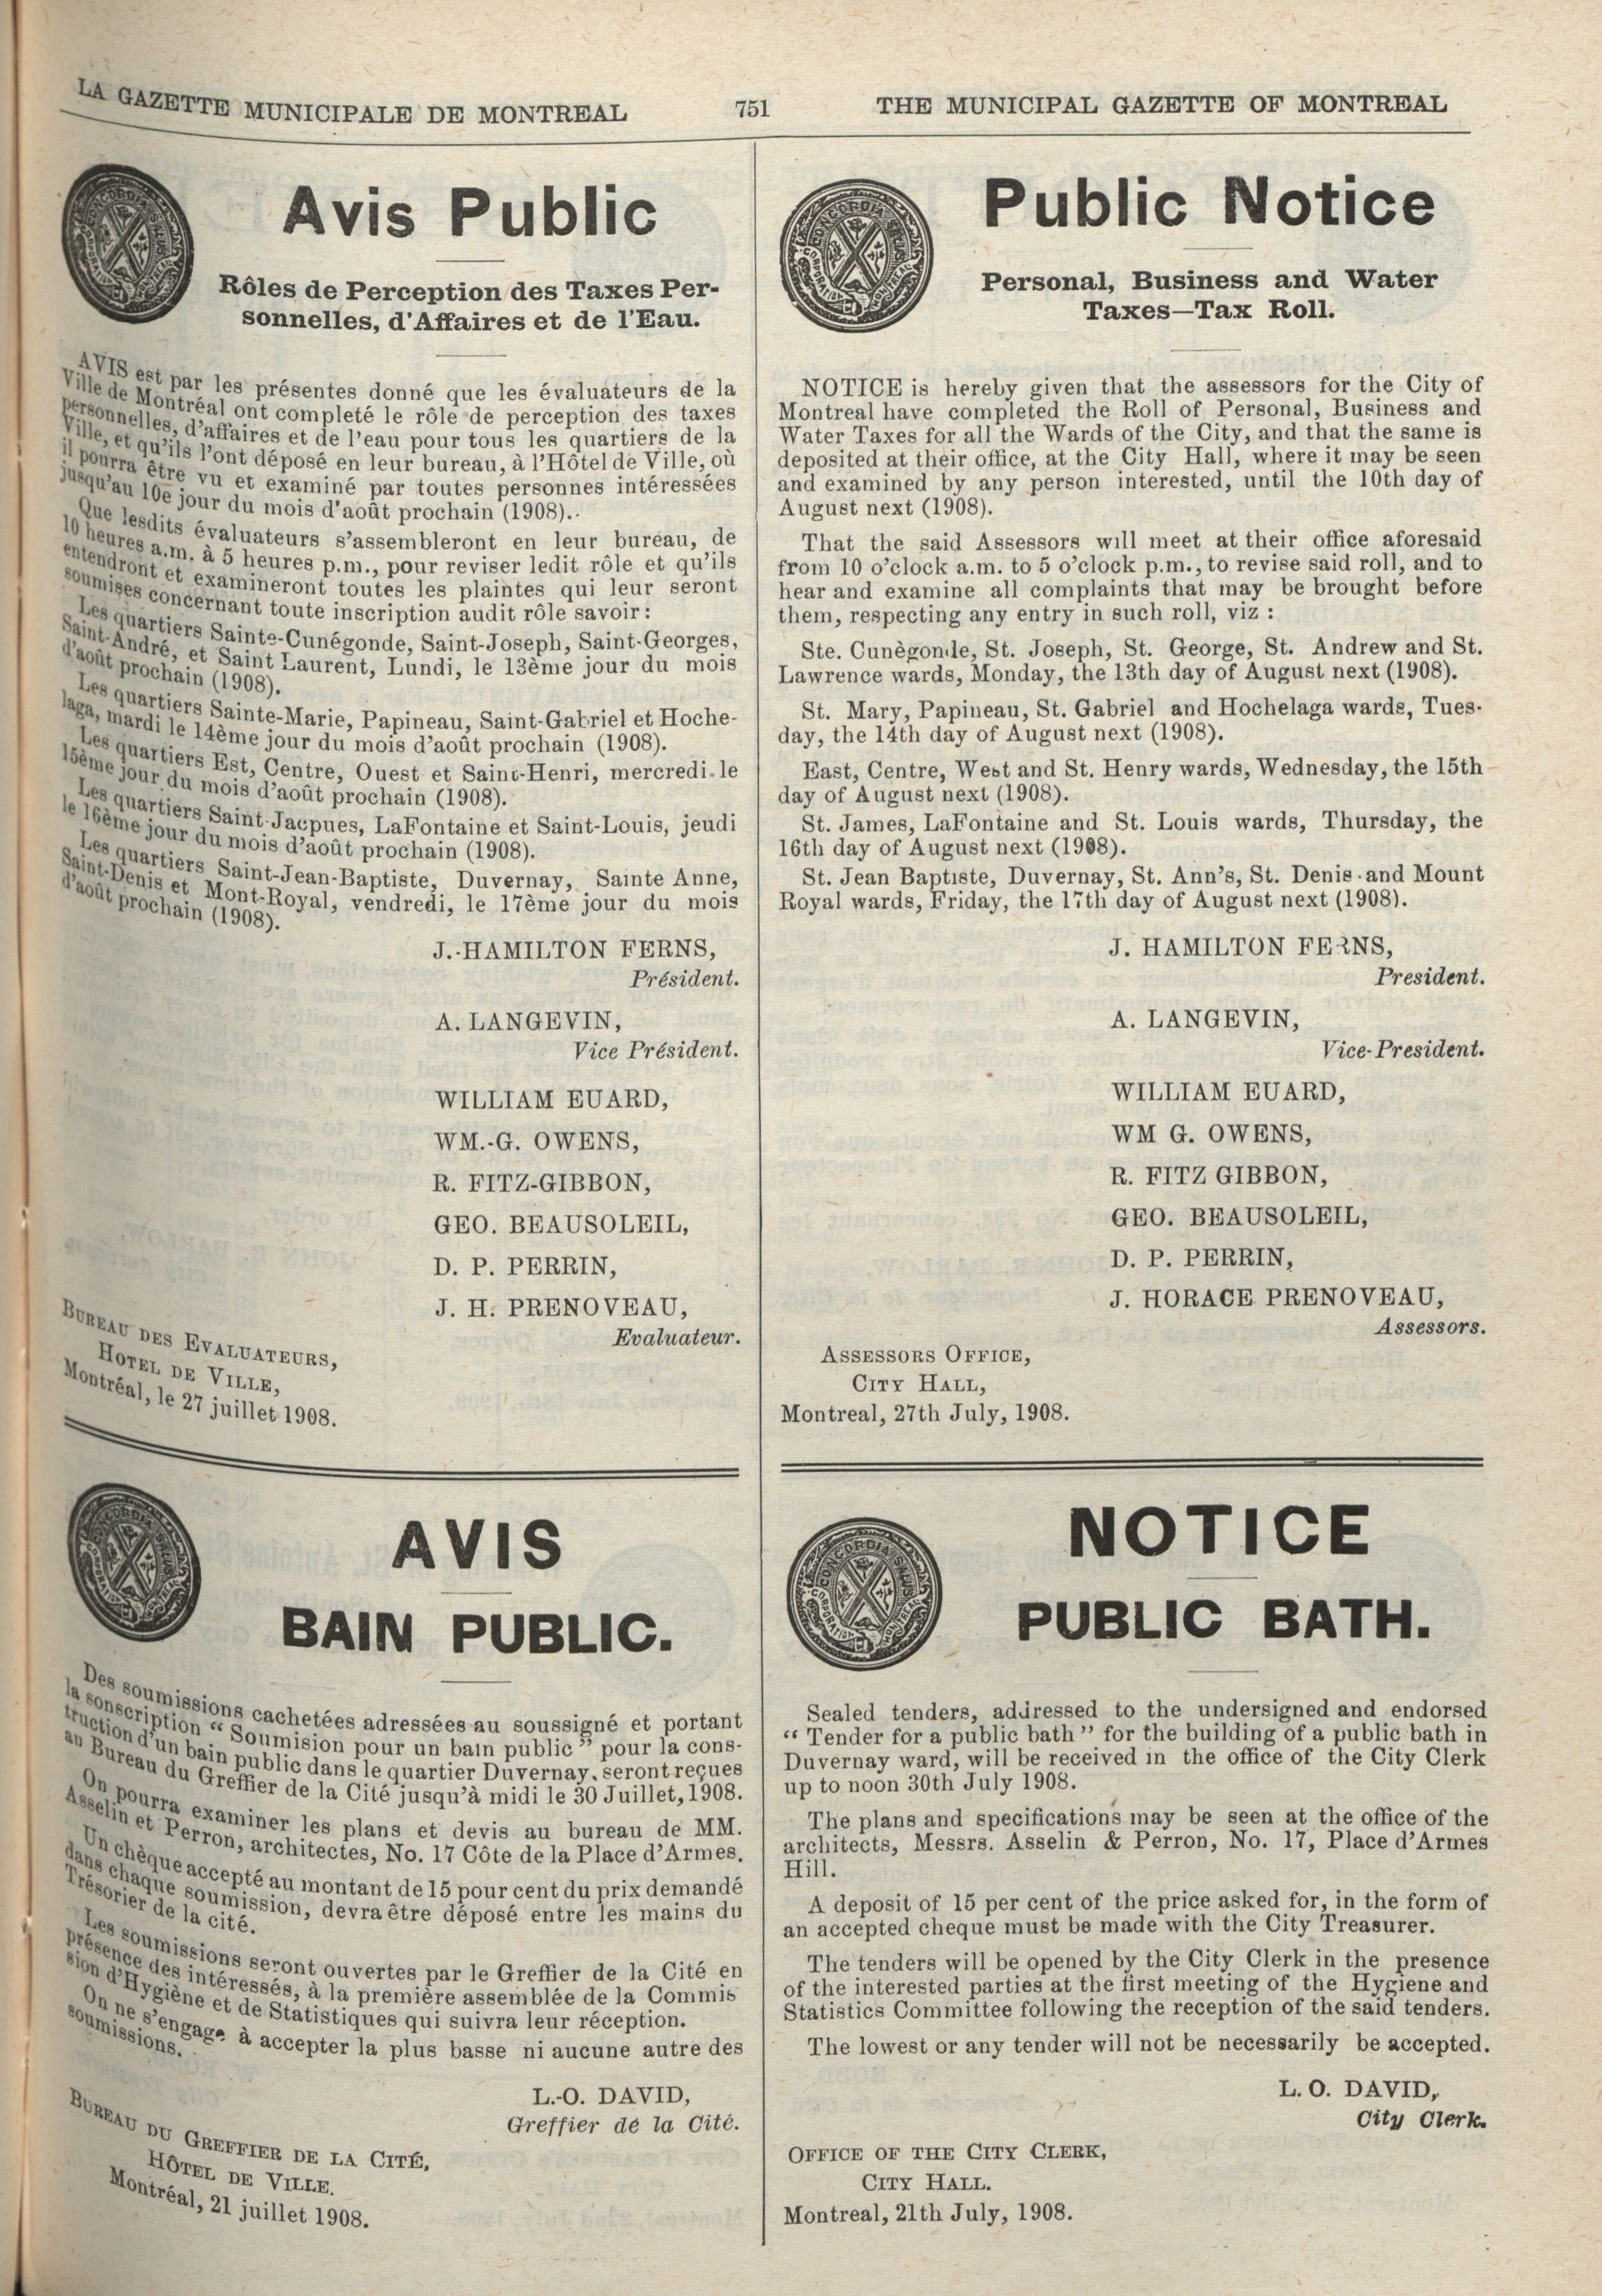 LA GAZETTE MUNICIPALE DE MONTREAL
751
THE MUNICIPAL GAZETTE OF MONTREAL
Avis Public
Rôles de Perception des Taxes Per-
sonnelles, d'Affaires et de l'Eau.
AVIS est par les présentes donné que les évaluateurs de la
Ville de Montréal ont completé le rôle de perception des taxes
personnelles, d'affaires et de l'eau pour tous les quartiers de la
Ville, et qu'ils l'ont déposé en leur bureau, à l'Hôtel de Ville, où
il pourra être vu et examiné par toutes personnes intéressées
jusqu'au 10e jour du mois d'août prochain (1908)..
Que lesdits évaluateurs s'assembleront en leur bureau, de
10 heures a.m. à 5 heures p.m., pour reviser ledit rôle et qu'ils
entendront et examineront toutes les plaintes qui leur seront
soumises concernant toute inscription audit rôle savoir :
Les quartiers Sainte-Cunégonde, Saint-Joseph, Saint-Georges,
Saint-André, et Saint Laurent, Lundi, le 13ème jour du mois
d'août prochain (1908).
Les quartiers Sainte-Marie, Papineau, Saint-Gabriel et Hoche-
laga, mardi le 14ème jour du mois d'août prochain (1908).
Les quartiers Est, Centre, Ouest et Saint-Henri, mercredi le
15ème jour du mois d'août prochain (1908).
Les quartiers Saint-Jacpues, LaFontaine et Saint-Louis, jeudi
le 16ème jour du mois d'août prochain (1908).
Les quartiers Saint-Jean-Baptiste, Duvernay, Sainte Anne,
Saint-Denis et Mont-Royal, vendredi, le 17ème jour du mois
d'août prochain (1908).
J.-HAMILTON FERNS,
Président.
A. LANGEVIN,
Vice Président.
WILLIAM EUARD,
WM.-G. OWENS,
R. FITZ-GIBBON,
GEO. BEAUSOLEIL,
D. P. PERRIN,
J. H. PRENOVEAU,
Evaluateur.
BUREAU DES EVALUATEURS,
HOTEL DE VILLE,
Montréal, le 27 juillet 1908.
AVIS
BAIN PUBLIC.
Des soumissions cachetées adressées au soussigné et portant
la sonscription “ Soumision pour un bain public ” pour la cons-
truction d'un bain public dans le quartier Duvernay, seront reçues
au Bureau du Greffier de la Cité jusqu'à midi le 30 Juillet, 1908.
On pourra examiner les plans et devis au bureau de MM.
Asselin et Perron, architectes, No. 17 Côte de la Place d'Armes.
Un chèque accepté au montant de 15 pour cent du prix demandé
dans chaque soumission, devra être déposé entre les mains du
Trésorier de la cité.
Les soumissions seront ouvertes par le Greffier de la Cité en
présence des intéressés, à la première assemblée de la Commis
sion d'Hygiène et de Statistiques qui suivra leur réception.
On ne s'engage à accepter la plus basse ni aucune autre des
soumissions.
L.-O. DAVID,
Greffier de la Cité.
BUREAU DU GREFFIER DE LA CITÉ,
HÔTEL DE VILLE.
Montréal, 21 juillet 1908.
Public Notice
Personal, Business and Water
Taxes—Tax Roll.
NOTICE is hereby given that the assessors for the City of
Montreal have completed the Roll of Personal, Business and
Water Taxes for all the Wards of the City, and that the same is
deposited at their office, at the City Hall, where it may be seen
and examined by any person interested, until the 10th day of
August next (1908).
That the said Assessors will meet at their office aforesaid
from 10 o'clock a.m. to 5 o'clock p.m., to revise said roll, and to
hear and examine all complaints that may be brought before
them, respecting any entry in such roll, viz :
Ste. Cunègonde, St. Joseph, St. George, St. Andrew and St.
Lawrence wards, Monday, the 13th day of August next (1908).
St. Mary, Papineau, St. Gabriel and Hochelaga wards, Tues-
day, the 14th day of August next (1908).
East, Centre, West and St. Henry wards, Wednesday, the 15th
day of August next (1908).
St. James, LaFontaine and St. Louis wards, Thursday, the
16th day of August next (1908).
St. Jean Baptiste, Duvernay, St. Ann's, St. Denis and Mount
Royal wards, Friday, the 17th day of August next (1908).
J. HAMILTON FERNS,
President.
A. LANGEVIN,
Vice-President.
WILLIAM EUARD,
WM G. OWENS,
R. FITZ GIBBON,
GEO. BEAUSOLEIL,
D. P. PERRIN,
J. HORACE PRENOVEAU,
Assessors.
ASSESSORS OFFICE,
CITY HALL,
Montreal, 27th July, 1908.
NOTICE
PUBLIC BATH.
Sealed tenders, addressed to the undersigned and endorsed
“ Tender for a public bath ” for the building of a public bath in
Duvernay ward, will be received in the office of the City Clerk
up to noon 30th July 1908.
The plans and specifications may be seen at the office of the
architects, Messrs. Asselin & Perron, No. 17, Place d'Armes
Hill.
A deposit of 15 per cent of the price asked for, in the form of
an accepted cheque must be made with the City Treasurer.
The tenders will be opened by the City Clerk in the presence
of the interested parties at the first meeting of the Hygiene and
Statistics Committee following the reception of the said tenders.
The lowest or any tender will not be necessarily be accepted.
L. O. DAVID,
City Clerk.
OFFICE OF THE CITY CLERK,
CITY HALL.
Montreal, 21th July, 1908.